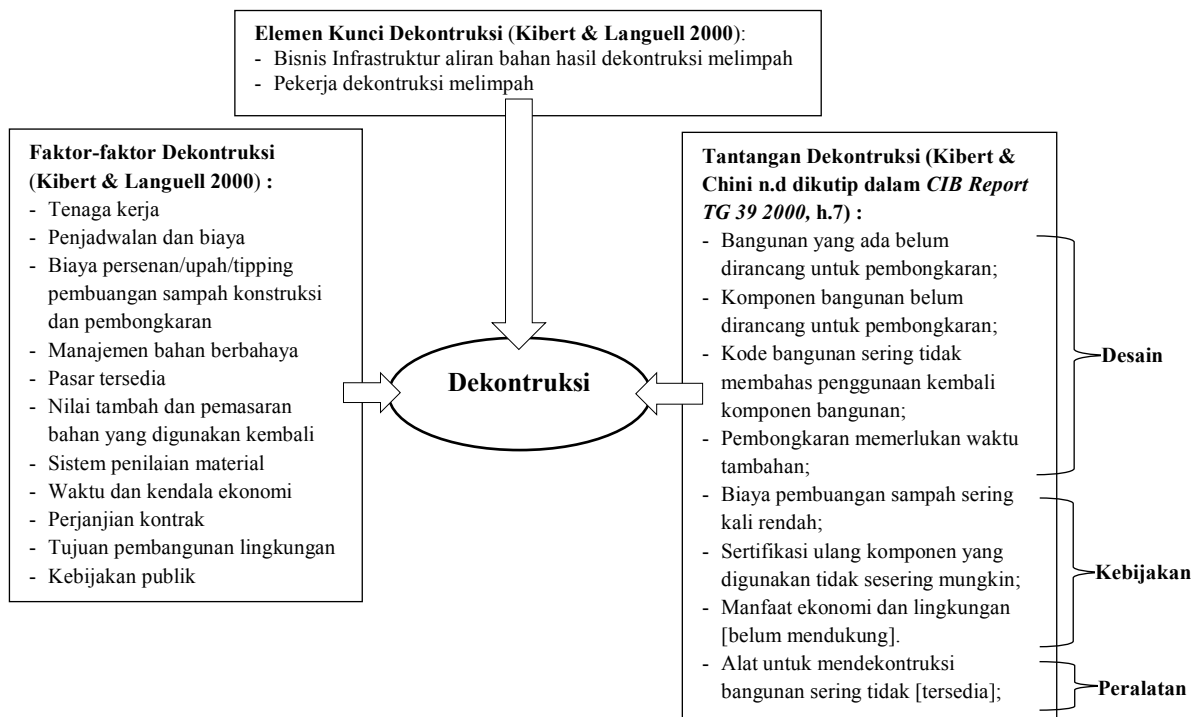 Elemen Kunci Dekontruksi (Kibert & Languell 2000):
- Bisnis Infrastruktur aliran bahan hasil dekontruksi melimpah
- Pekerja dekontruksi melimpah
Faktor-faktor Dekontruksi
(Kibert & Languell 2000) :
- Tenaga kerja
- Penjadwalan dan biaya
- Biaya persenan/upah/tipping
pembuangan sampah konstruksi
dan pembongkaran
- Manajemen bahan berbahaya
- Pasar tersedia
- Nilai tambah dan pemasaran
bahan yang digunakan kembali
- Sistem penilaian material
- Waktu dan kendala ekonomi
- Perjanjian kontrak
- Tujuan pembangunan lingkungan
- Kebijakan publik
Dekontruksi
Tantangan Dekontruksi (Kibert &
Chini n.d dikutip dalam CIB Report
TG 39 2000, h.7) :
- Bangunan yang ada belum
dirancang untuk pembongkaran;
- Komponen bangunan belum
dirancang untuk pembongkaran;
- Kode bangunan sering tidak
membahas penggunaan kembali
komponen bangunan;
- Pembongkaran memerlukan waktu
tambahan;
- Biaya pembuangan sampah sering
kali rendah;
- Sertifikasi ulang komponen yang
digunakan tidak sesering mungkin;
- Manfaat ekonomi dan lingkungan
[belum mendukung].
- Alat untuk mendekontruksi
bangunan sering tidak [tersedia];
Desain
Kebijakan
Peralatan